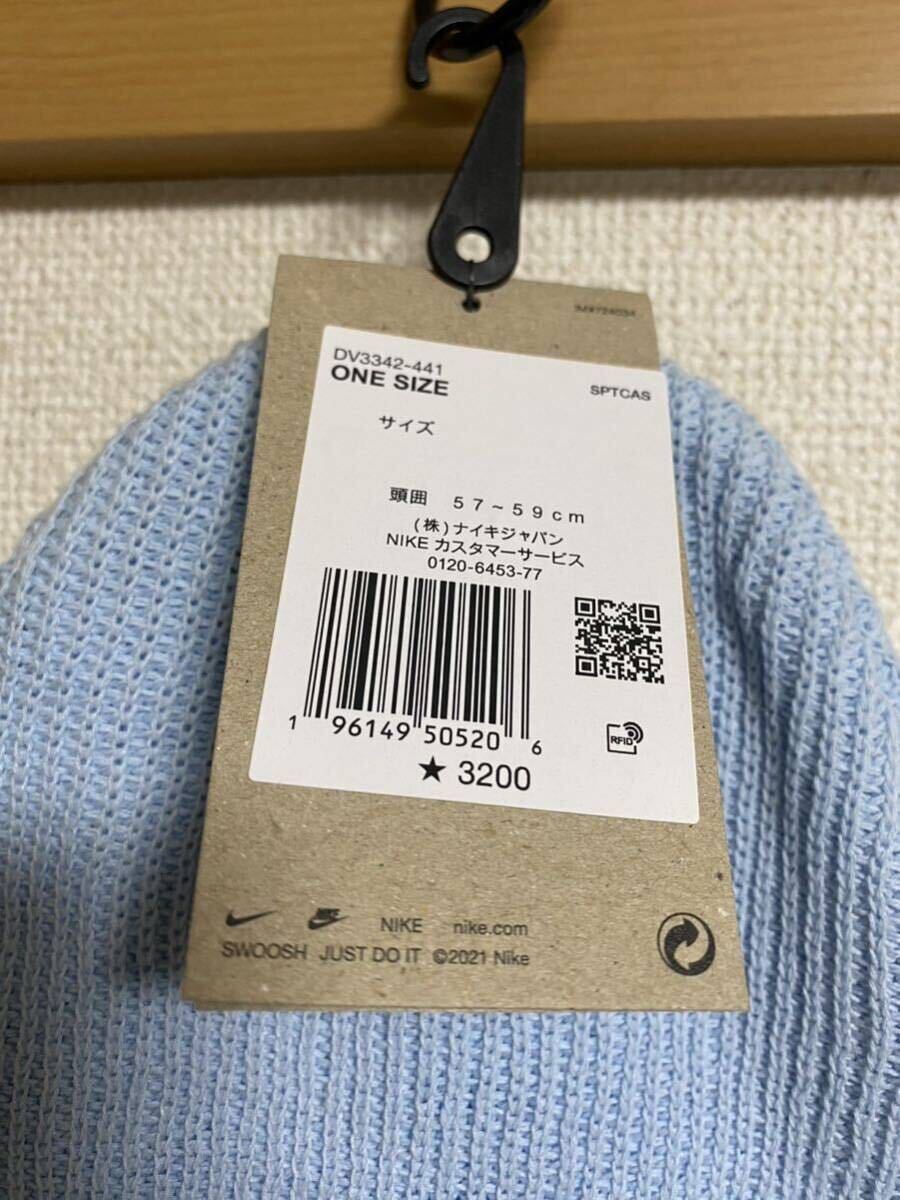 IM#724034
DV3342-441
ONE SIZE
SPTCAS
サイズ
頭囲 57~59cm
(株)ナイキジャパン
NIKE カスタマーサービス
0120-6453-77
1 96149 50520 6
RFID
★ 3200
NIKE nike.com
SWOOSH JUST DO IT ©2021 Nike